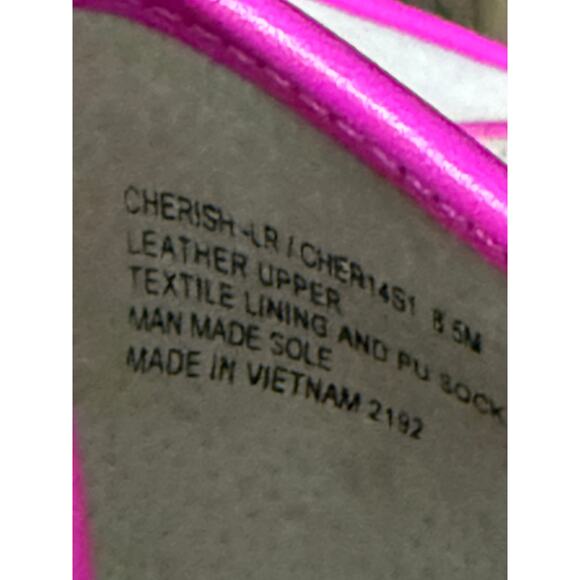 CHERISH-LR / CHER14S1 8.5M
LEATHER UPPER
TEXTILE LINING AND PU SOCK
MAN MADE SOLE
MADE IN VIETNAM 2192